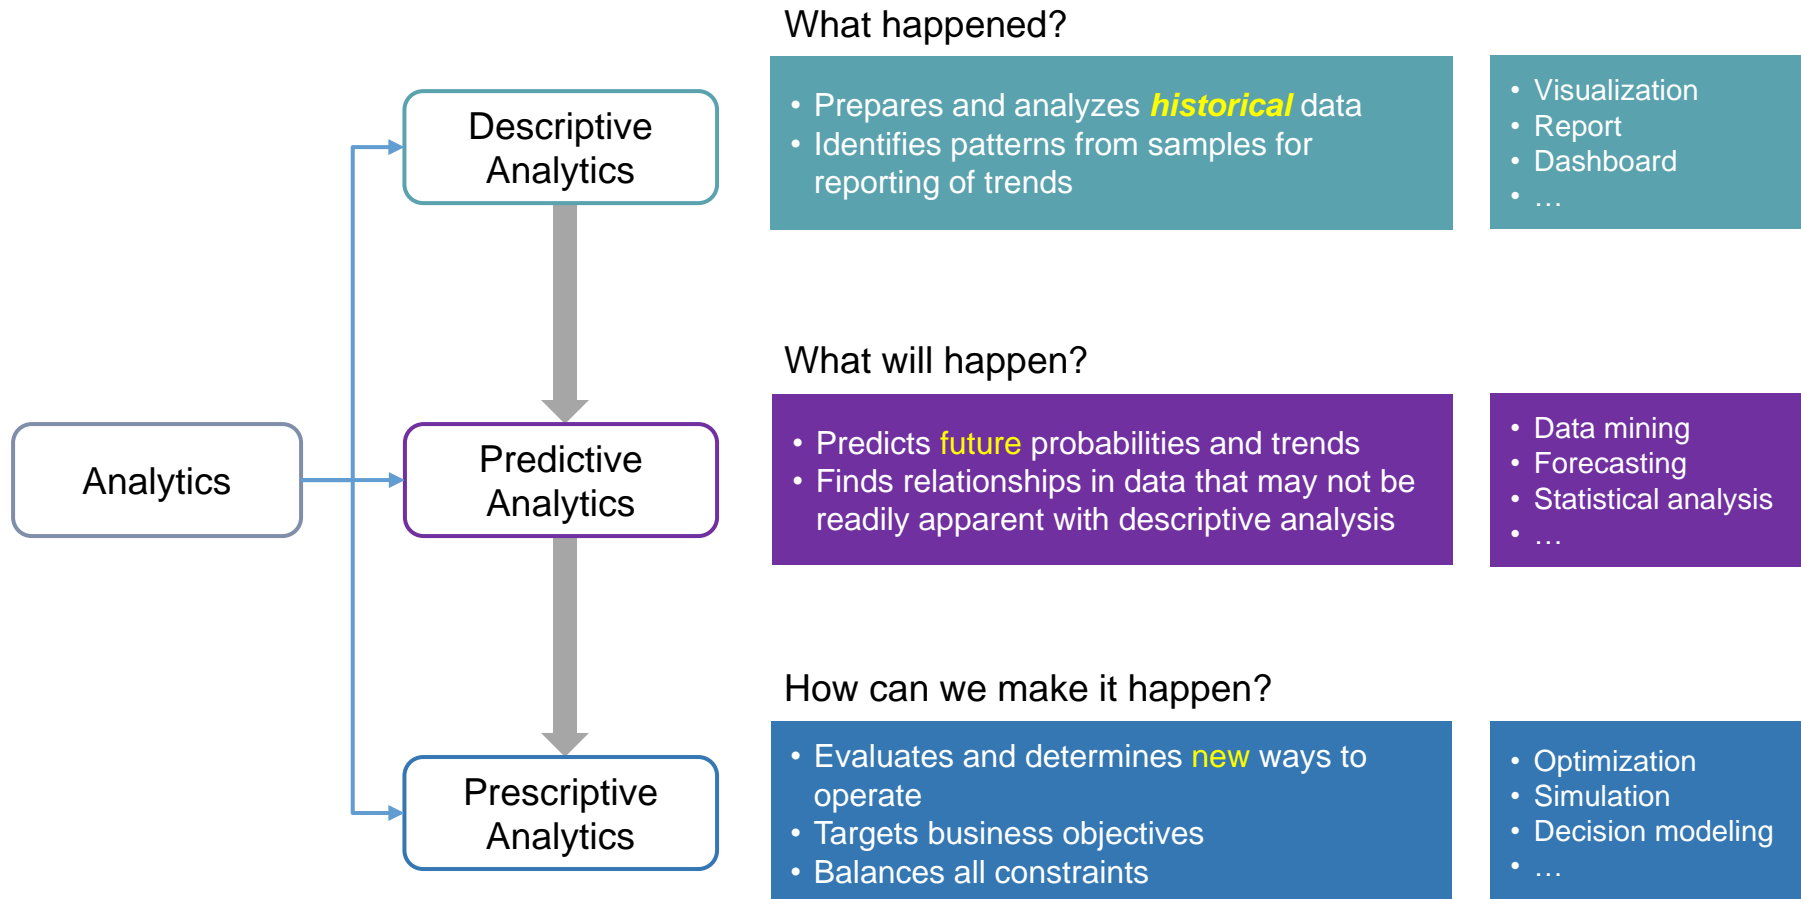 What happened?
Descriptive
Analytics
• Prepares and analyzes historical data
• Identifies patterns from samples for
reporting of trends
• Visualization
• Report
• Dashboard
• …
What will happen?
Analytics
Predictive
Analytics
• Predicts future probabilities and trends
• Finds relationships in data that may not be
readily apparent with descriptive analysis
• Data mining
• Forecasting
• Statistical analysis
• …
How can we make it happen?
Prescriptive
Analytics
• Evaluates and determines new ways to
operate
• Targets business objectives
• Balances all constraints
• Optimization
• Simulation
• Decision modeling
• …